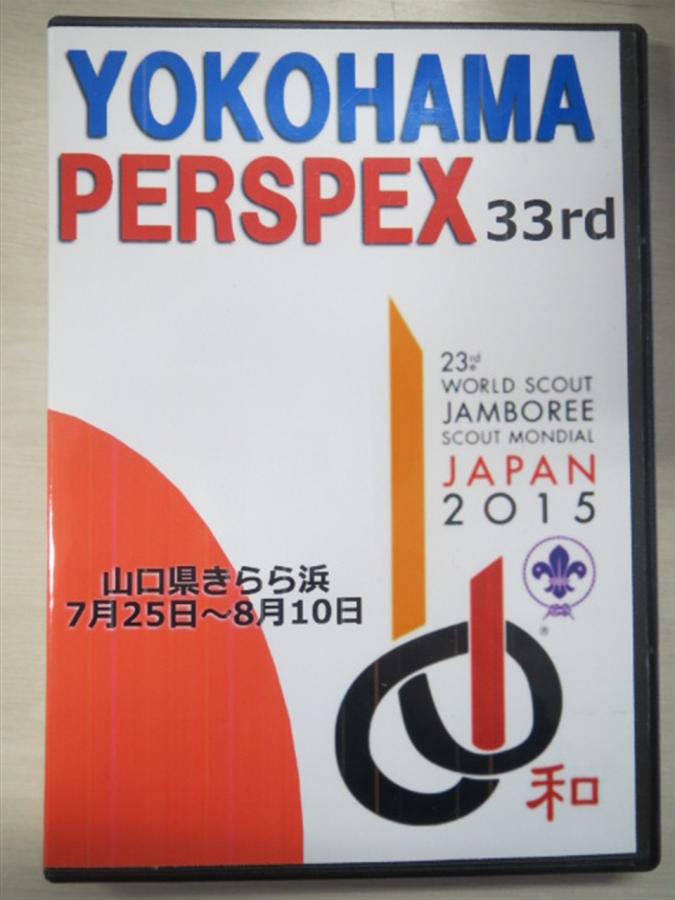 YOKOHAMA
PERSPEX 33rd
23rd e
WORLD SCOUT
JAMBOREE
SCOUT MONDIAL
JAPAN
2015
山口県きらら浜
7月25日～8月10日
®
和